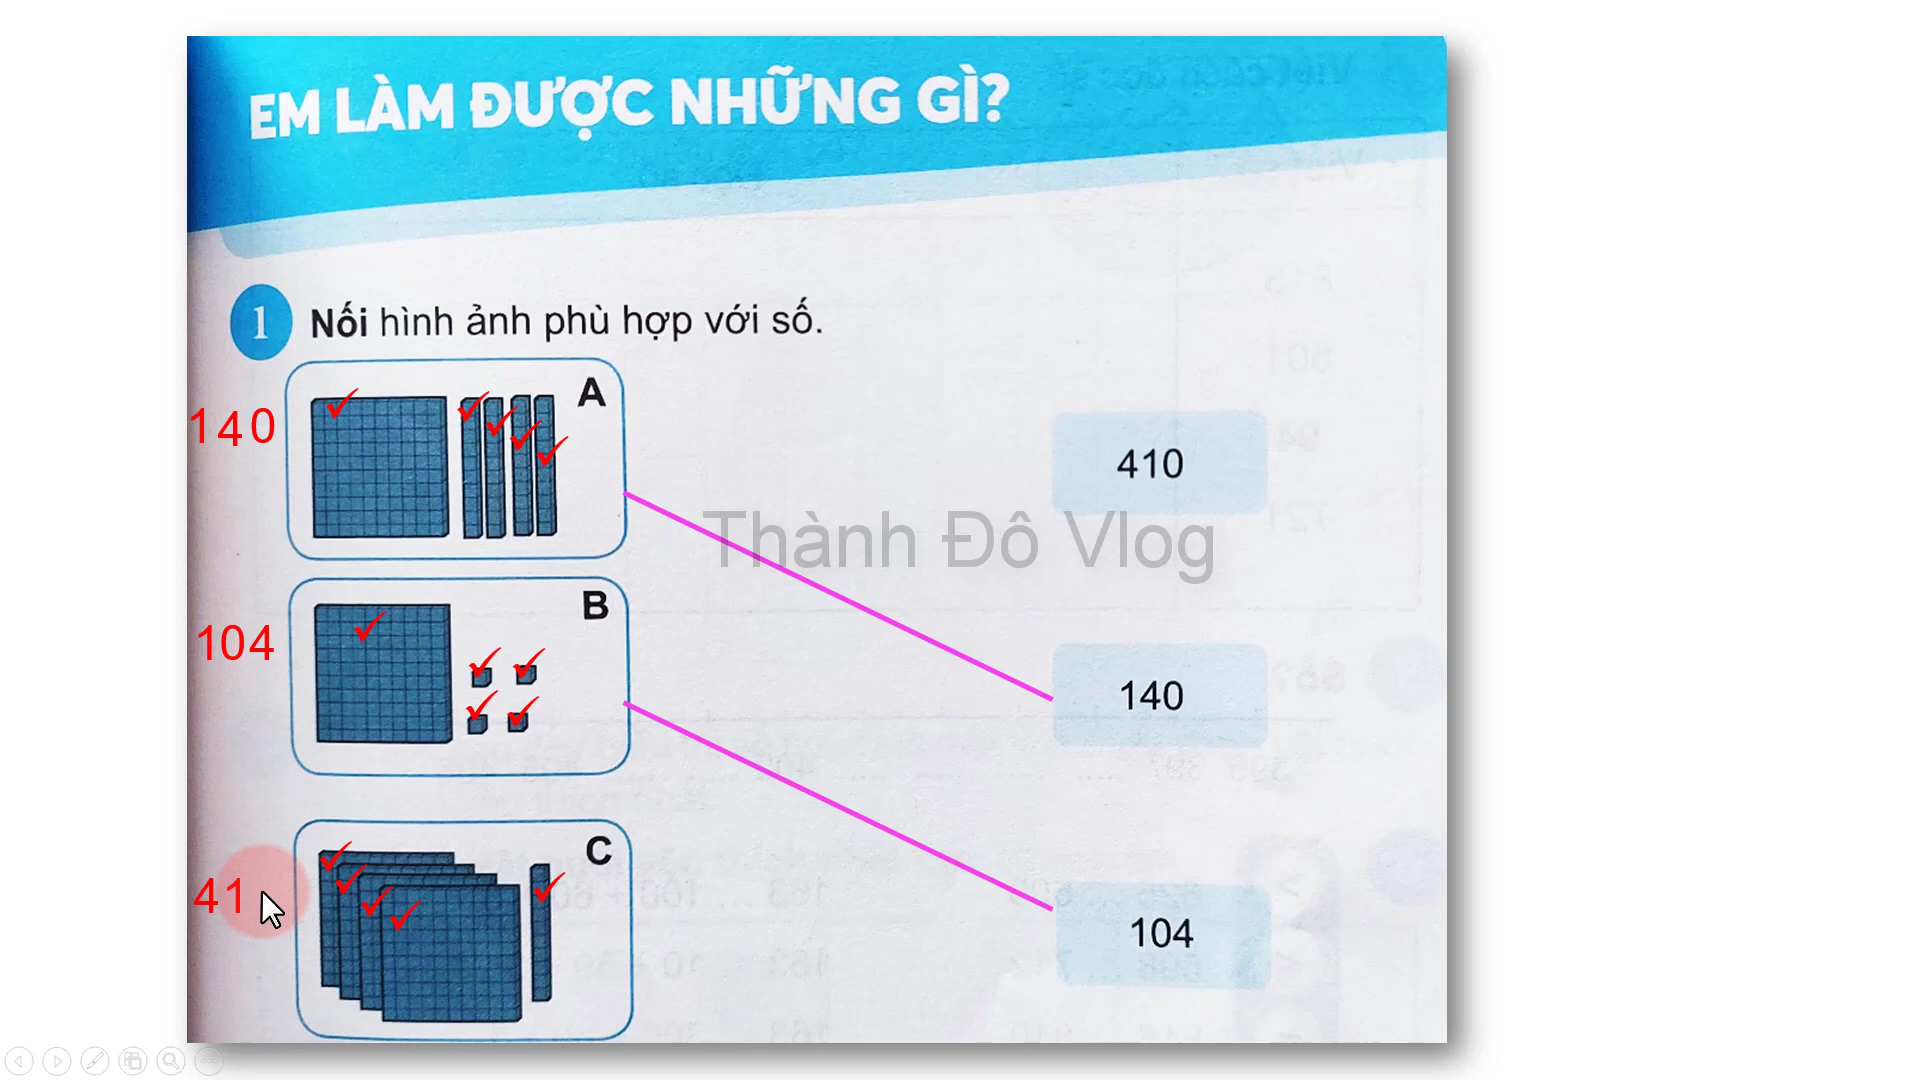 EM LÀM ĐƯỢC NHỮNG GÌ?
1 Nối hình ảnh phù hợp với số.
A
140
410
Thành Đô Vlog
B
104
140
C
41
104